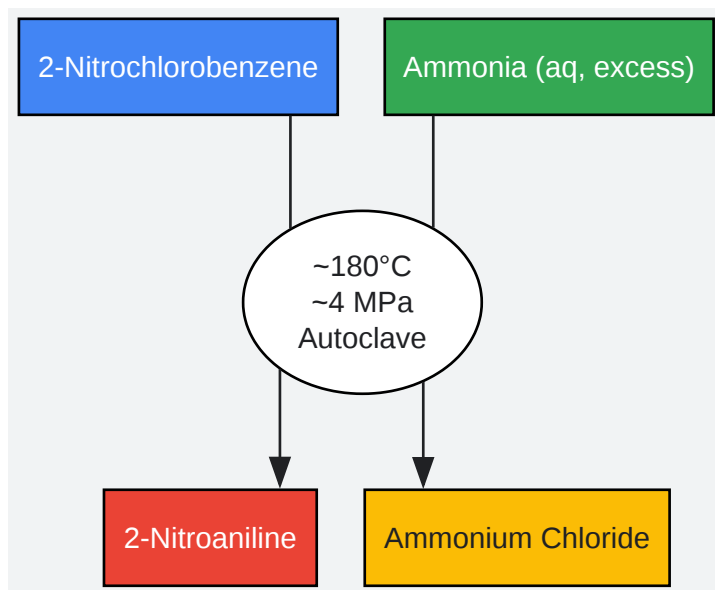 2-Nitrochlorobenzene
Ammonia (aq, excess)
~180°C
~4 MPa
Autoclave
2-Nitroaniline
Ammonium Chloride